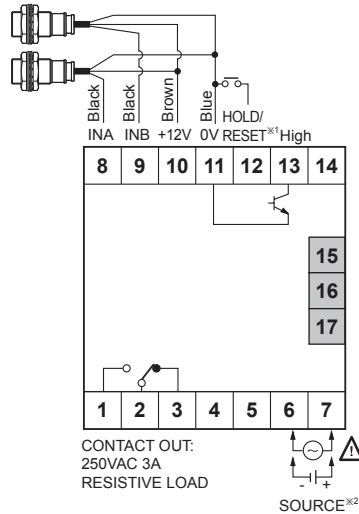 Black
Black
Brown
Blue
HOLD/
INA INB +12V 0V RESET※1 High
8 9 10 11 12 13 14
15
16
17
1 2 3 4 5 6 7
CONTACT OUT:
250VAC 3A
RESISTIVE LOAD
- +
SOURCE※2